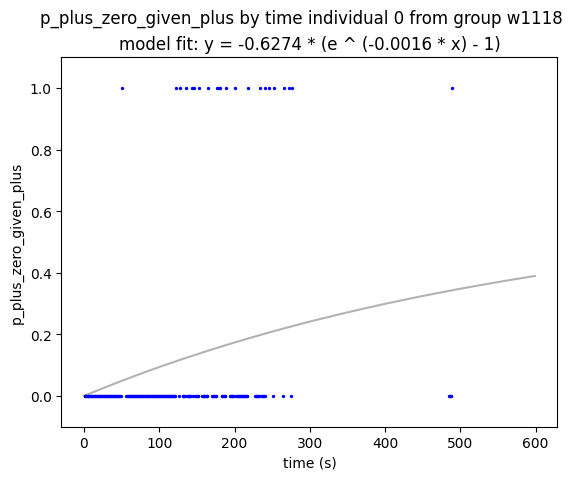 p_plus_zero_given_plus by time individual 0 from group w1118
model fit: y = -0.6274 * (e ^ (-0.0016 * x) - 1)
1.0
0.8
0.6
0.4
0.2
0.0
p_plus_zero_given_plus
0 100 200 300 400 500 600
time (s)